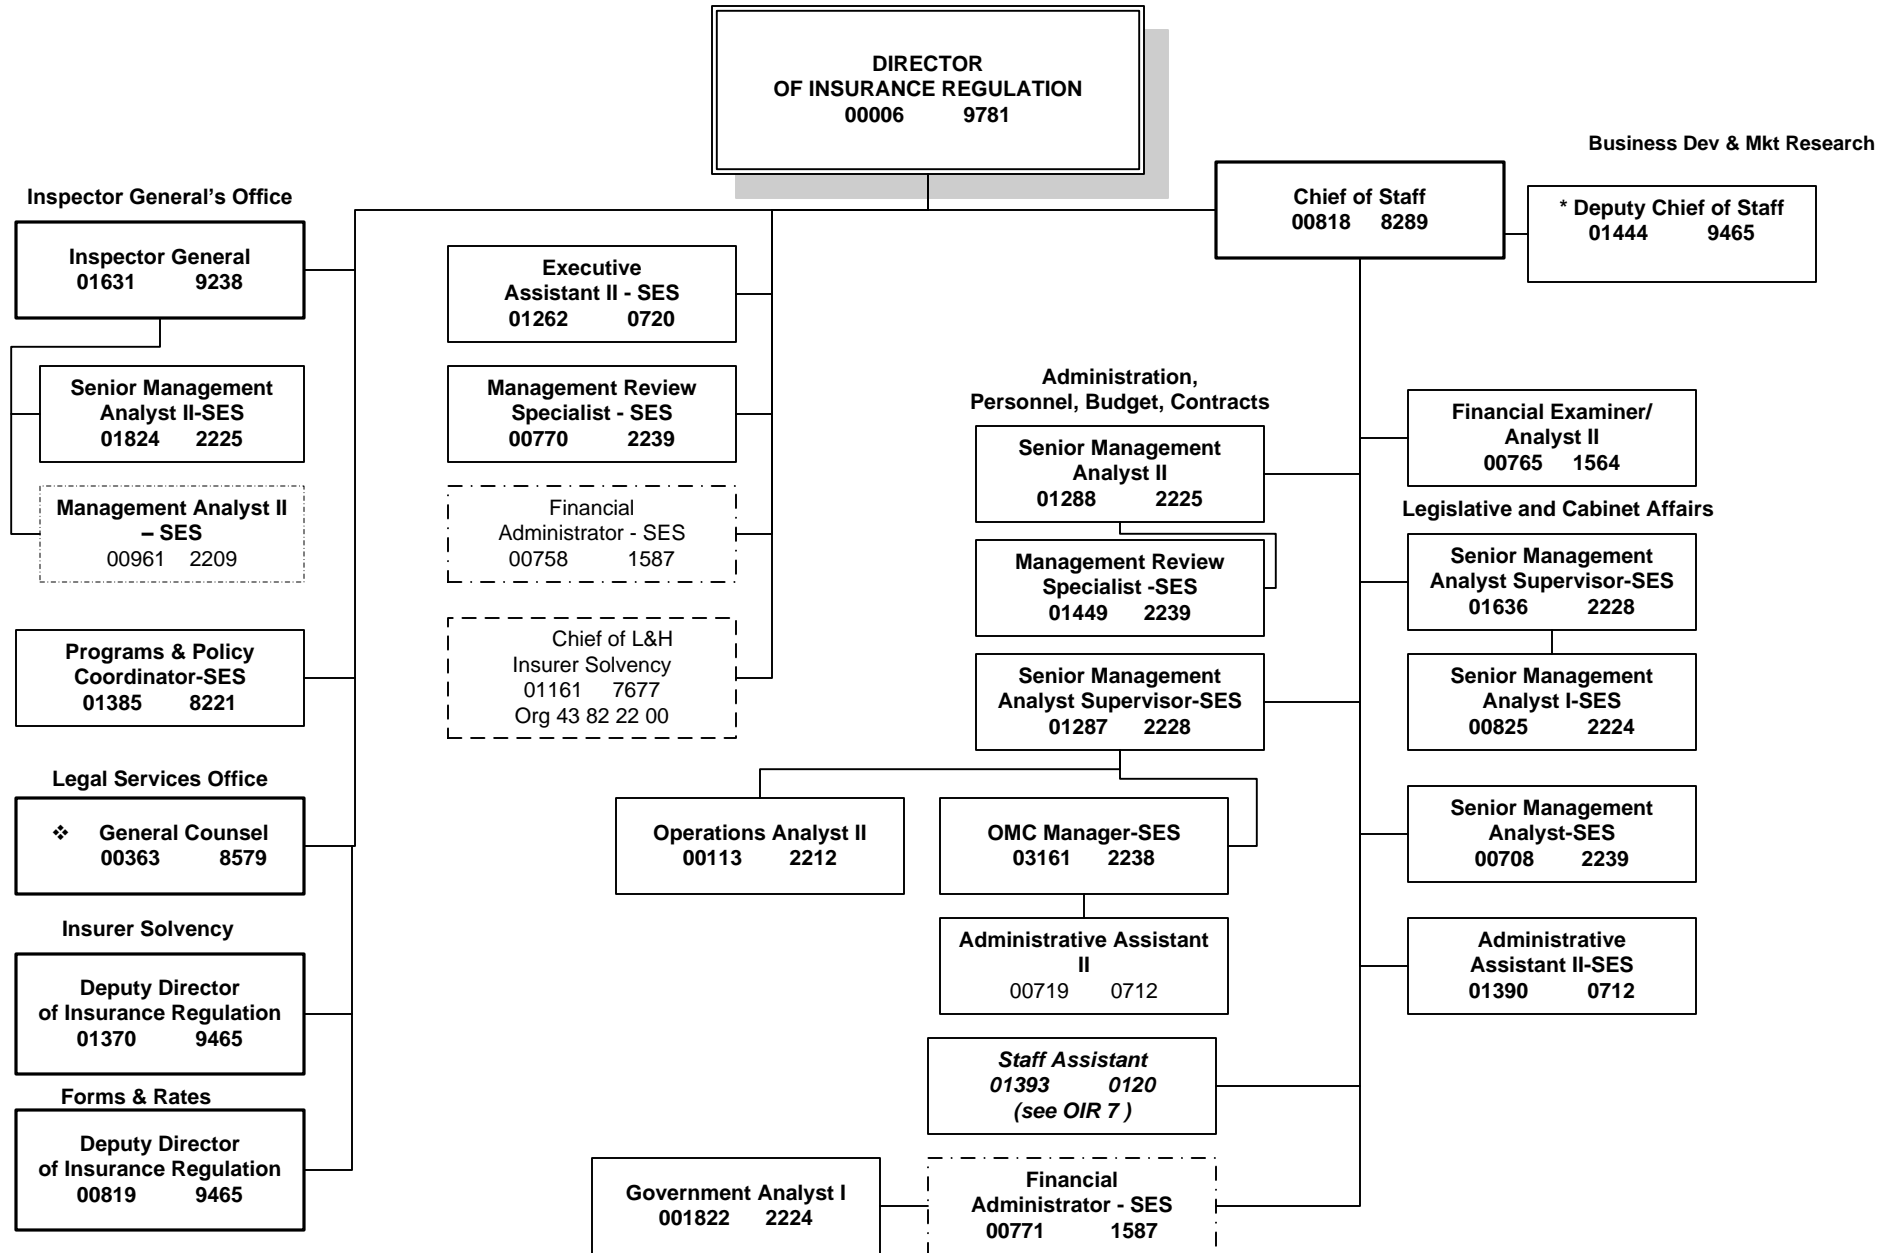 DIRECTOR
OF INSURANCE REGULATION
00006 9781
Business Dev & Mkt Research
Chief of Staff
00818 8289
* Deputy Chief of Staff
01444 9465
Inspector General's Office
Inspector General
01631 9238
Senior Management
Analyst II-SES
01824 2225
Management Analyst II
– SES
00961 2209
Programs & Policy
Coordinator-SES
01385 8221
Legal Services Office
❖ General Counsel
00363 8579
Insurer Solvency
Deputy Director
of Insurance Regulation
01370 9465
Forms & Rates
Deputy Director
of Insurance Regulation
00819 9465
Executive
Assistant II - SES
01262 0720
Management Review
Specialist - SES
00770 2239
Financial
Administrator - SES
00758 1587
Chief of L&H
Insurer Solvency
01161 7677
Org 43 82 22 00
Administration,
Personnel, Budget, Contracts
Senior Management
Analyst II
01288 2225
Management Review
Specialist -SES
01449 2239
Senior Management
Analyst Supervisor-SES
01287 2228
Operations Analyst II
00113 2212
OMC Manager-SES
03161 2238
Administrative Assistant
II
00719 0712
Staff Assistant
01393 0120
(see OIR 7 )
Government Analyst I
001822 2224
Financial
Administrator - SES
00771 1587
Financial Examiner/
Analyst II
00765 1564
Legislative and Cabinet Affairs
Senior Management
Analyst Supervisor-SES
01636 2228
Senior Management
Analyst I-SES
00825 2224
Senior Management
Analyst-SES
00708 2239
Administrative
Assistant II-SES
01390 0712